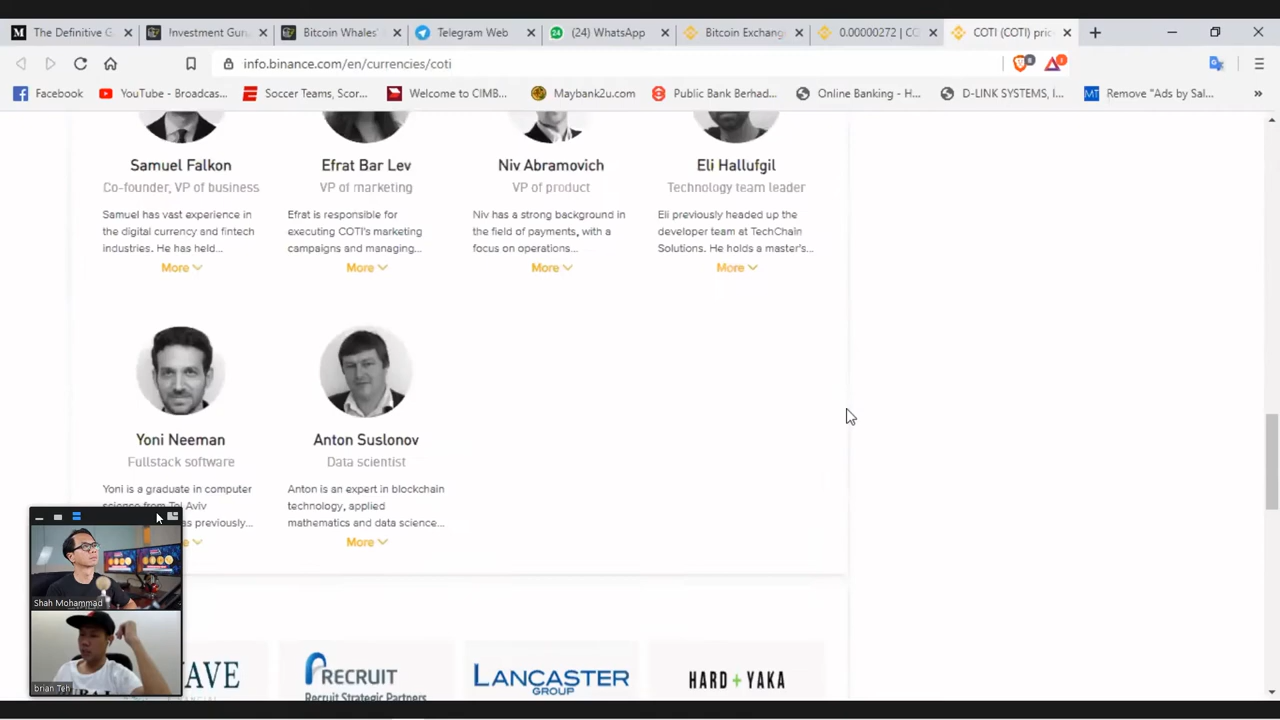 The Definitive G
Investment Guru
Bitcoin Whales'
Telegram Web
24
(24) WhatsApp
Bitcoin Exchang
0.00000272 | CO
COTI (COTI) pric
info.binance.com/en/currencies/coti
Facebook
YouTube - Broadcas...
Soccer Teams, Scor...
Welcome to CIMB...
Maybank2u.com
Public Bank Berhad...
Online Banking - H...
D-LINK SYSTEMS, I...
MT
Remove "Ads by Sal...
Samuel Falkon
Co-founder, VP of business
Samuel has vast experience in
the digital currency and fintech
industries. He has held...
More
Efrat Bar Lev
VP of marketing
Efrat is responsible for
executing COTI's marketing
campaigns and managing...
More
Niv Abramovich
VP of product
Niv has a strong background in
the field of payments, with a
focus on operations...
More
Eli Hallufgil
Technology team leader
Eli previously headed up the
developer team at TechChain
Solutions. He holds a master's...
More
Yoni Neeman
Fullstack software
Yoni is a graduate in computer
science from Tel Aviv
as previously...
Anton Suslonov
Data scientist
Anton is an expert in blockchain
technology, applied
mathematics and data science...
More
Shah Mohammad
brian Teh
AVE
RECRUIT
Recruit Strategic Partners
LANCASTER
GROUP
HARD + YAKA